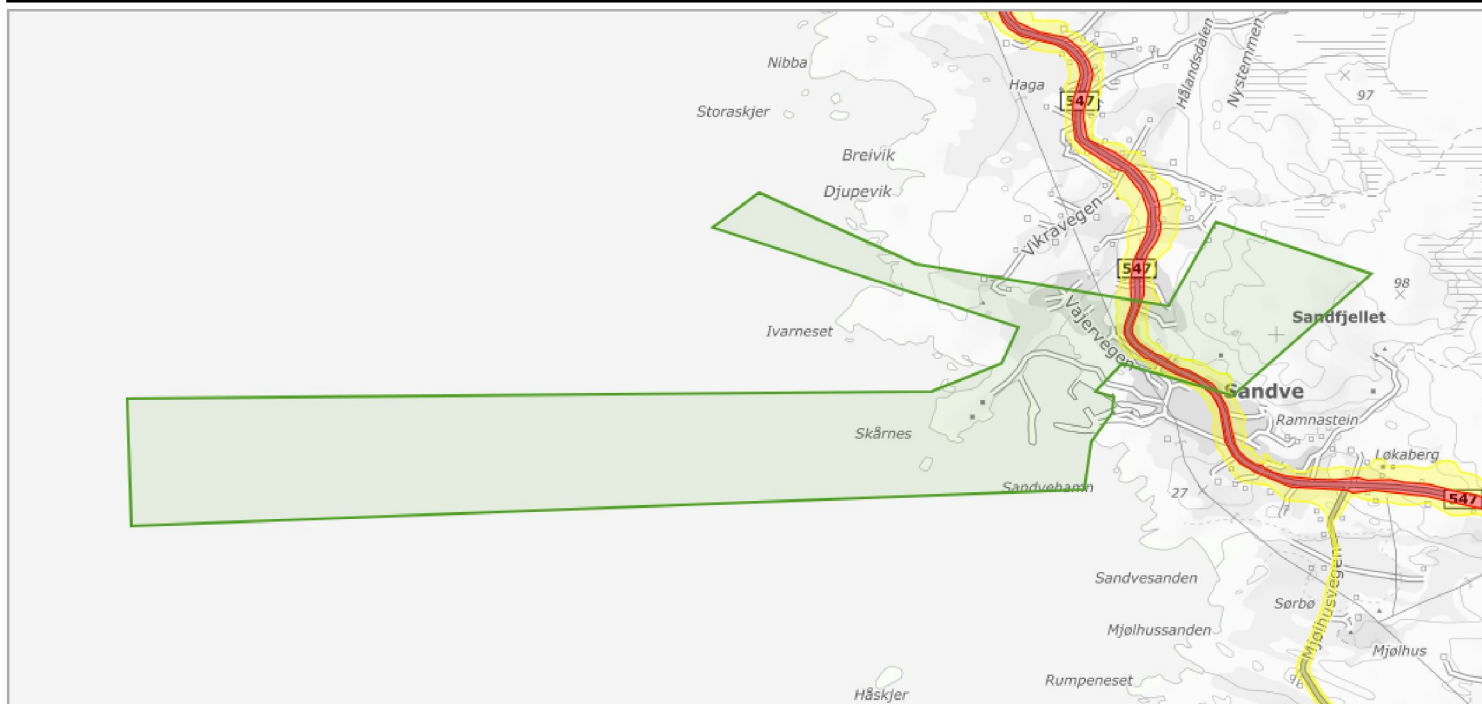 Nibba
Haga
Hålandsdalen
Nystemmen
97
Storaskjer
547
Breivik
Djupevik
Vikravegen
547
98
Sandfjellet
Ivarneset
Vajervegen
Sandve
Ramnastein
Skårnes
Løkaberg
Sandvehamn
27
547
Sandvesanden
Mjølhusvegen
Sørbø
Mjølhussanden
Mjølhus
Rumpeneset
Håskjer